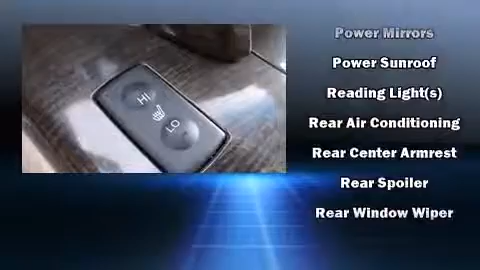 HI
LO
Power Mirrors
Power Sunroof
Reading Light(s)
Rear Air Conditioning
Rear Center Armrest
Rear Spoiler
Rear Window Wiper